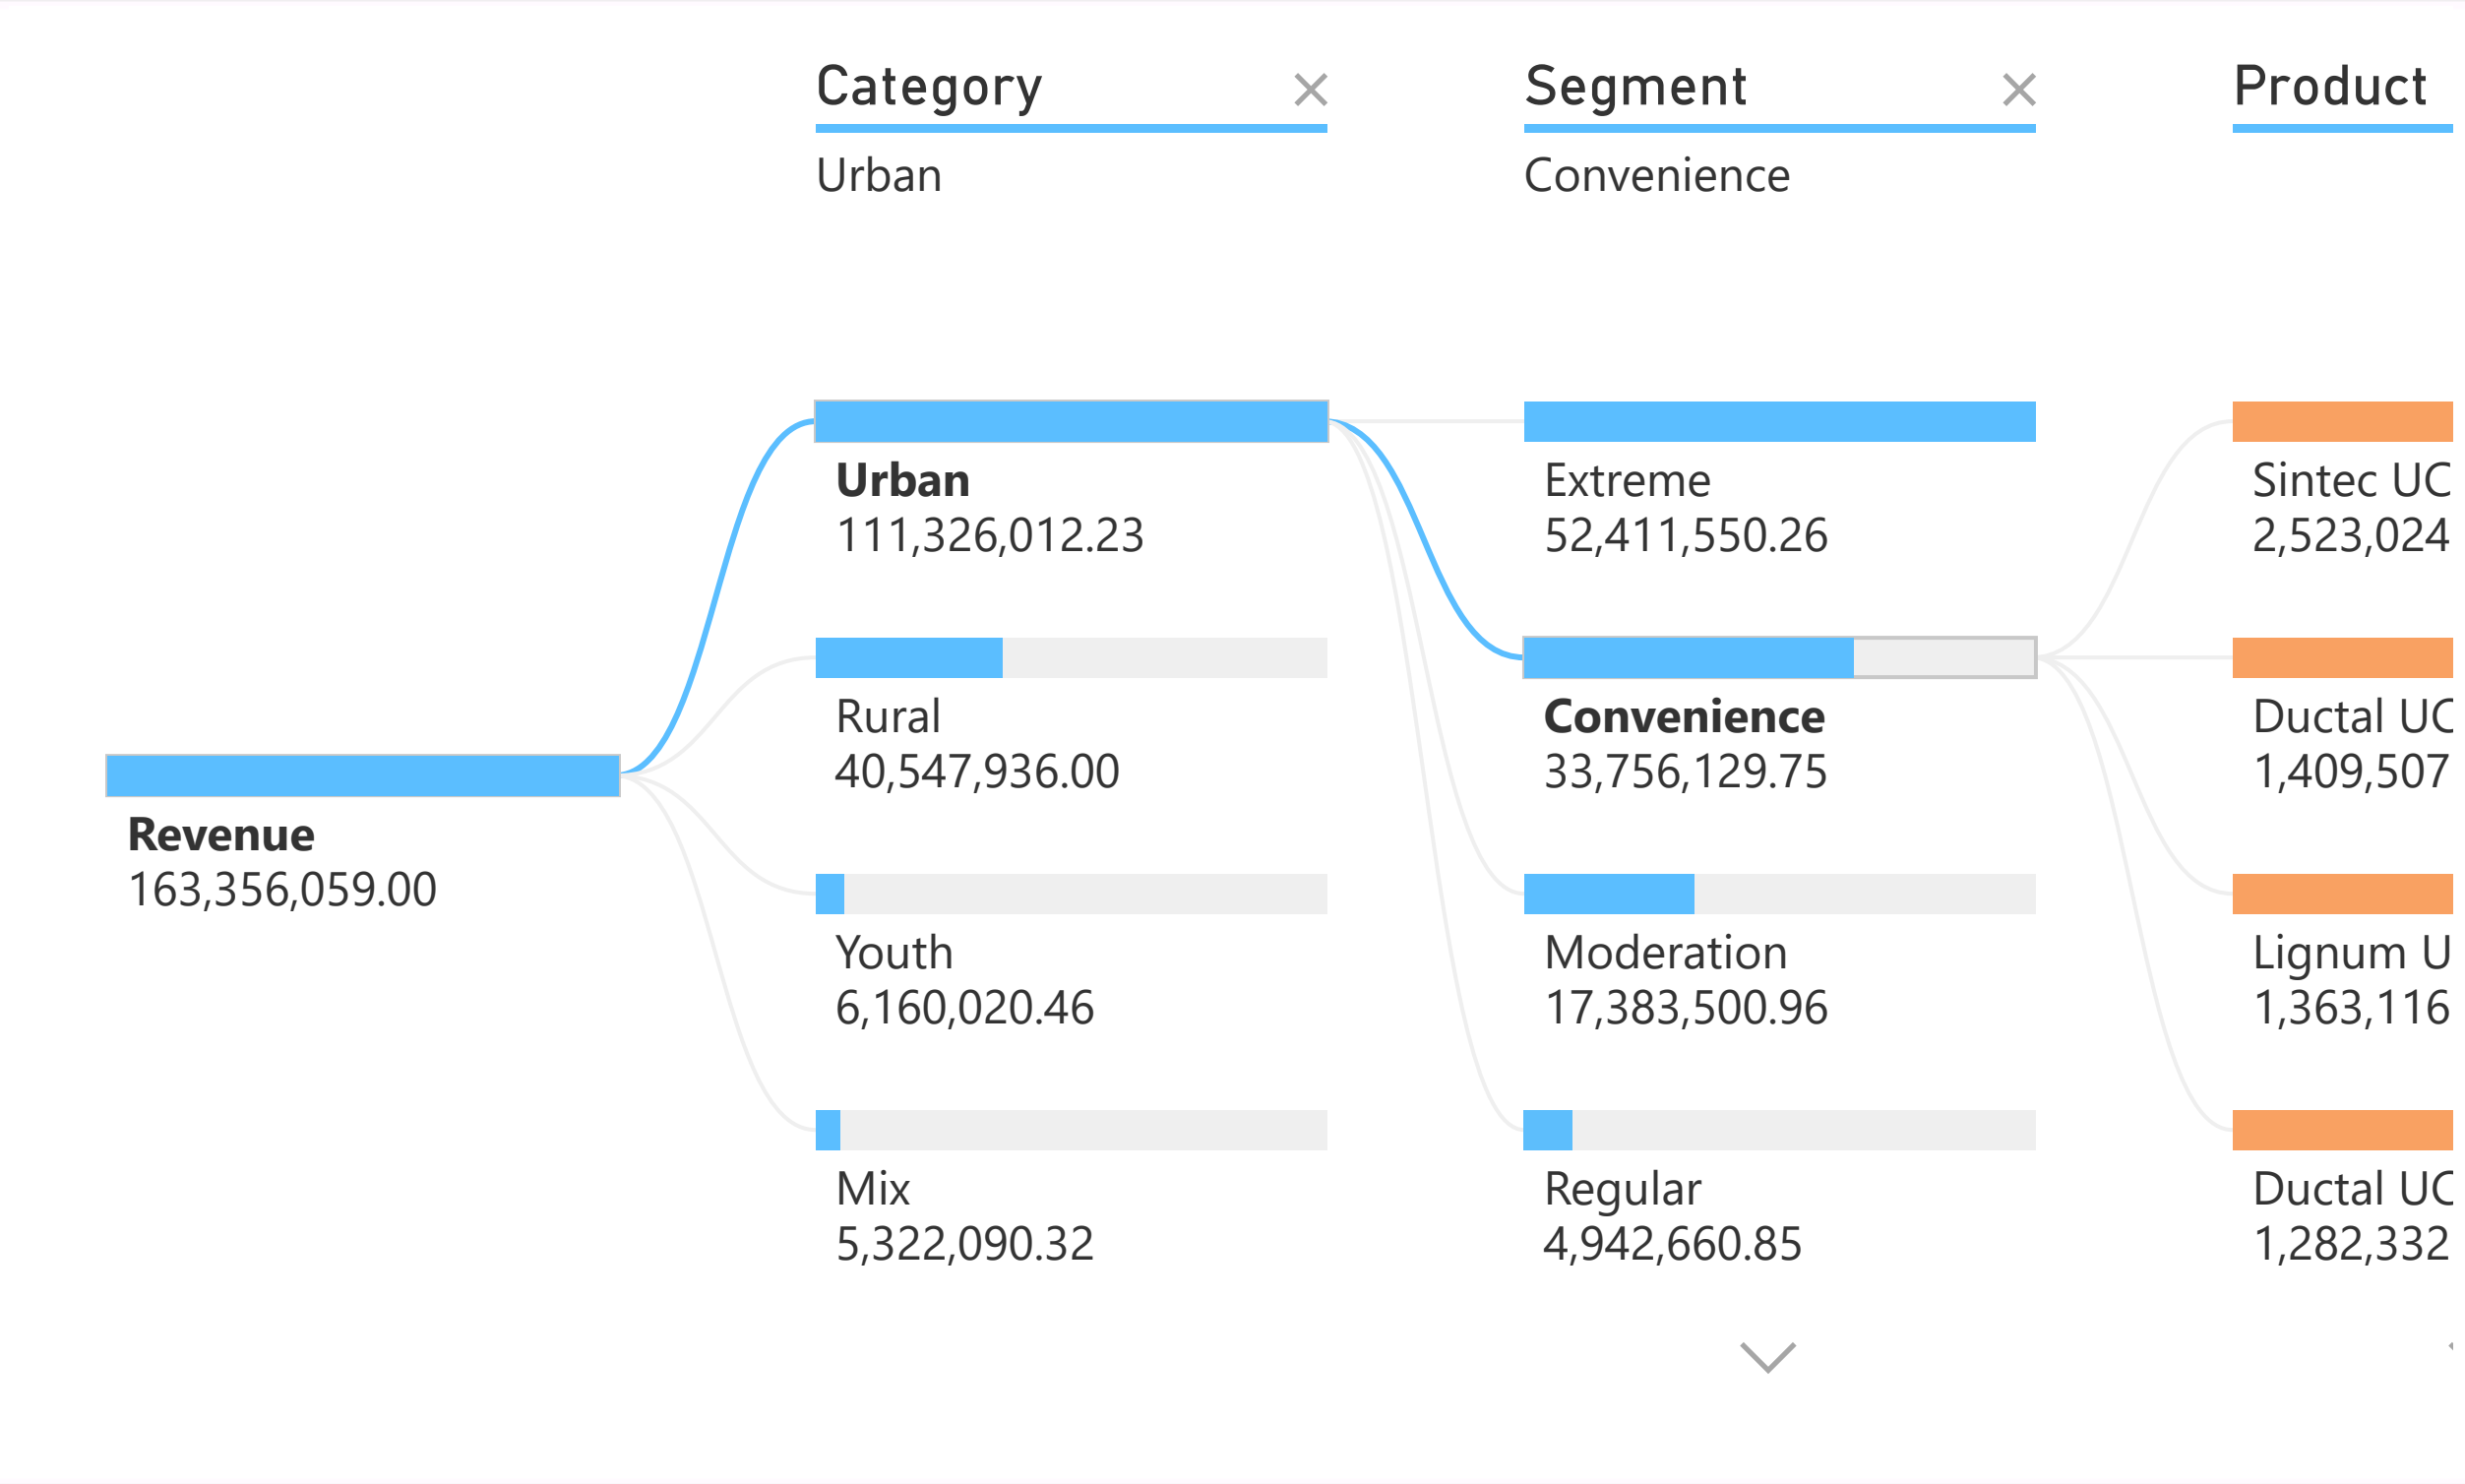 Category
Segment
Product
Urban
Convenience
Urban
111,326,012.23
Rural
40,547,936.00
Youth
6,160,020.46
Mix
5,322,090.32
Revenue
163,356,059.00
Extreme
52,411,550.26
Convenience
33,756,129.75
Moderation
17,383,500.96
Regular
4,942,660.85
Sintec UC
2,523,024
Ductal UC
1,409,507
Lignum U
1,363,116
Ductal UC
1,282,332